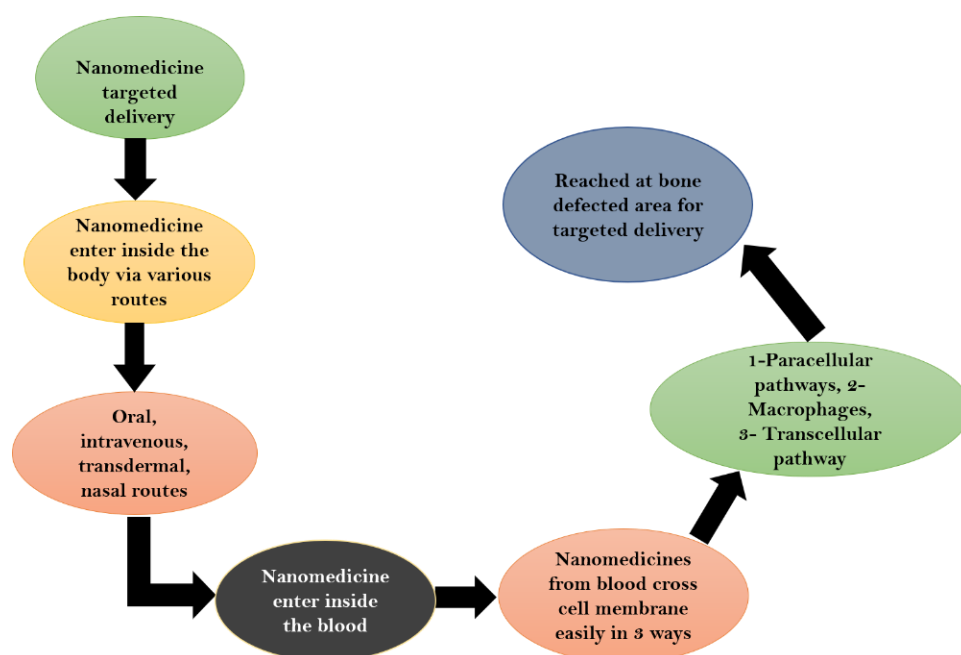 Nanomedicine
targeted
delivery
Nanomedicine
enter inside the
body via various
routes
Oral,
intravenous,
transdermal,
nasal routes
Nanomedicine
enter inside
the blood
Nanomedicines
from blood cross
cell membrane
easily in 3 ways
1-Paracellular
pathways, 2-
Macrophages,
3- Transcellular
pathway
Reached at bone
defected area for
targeted delivery